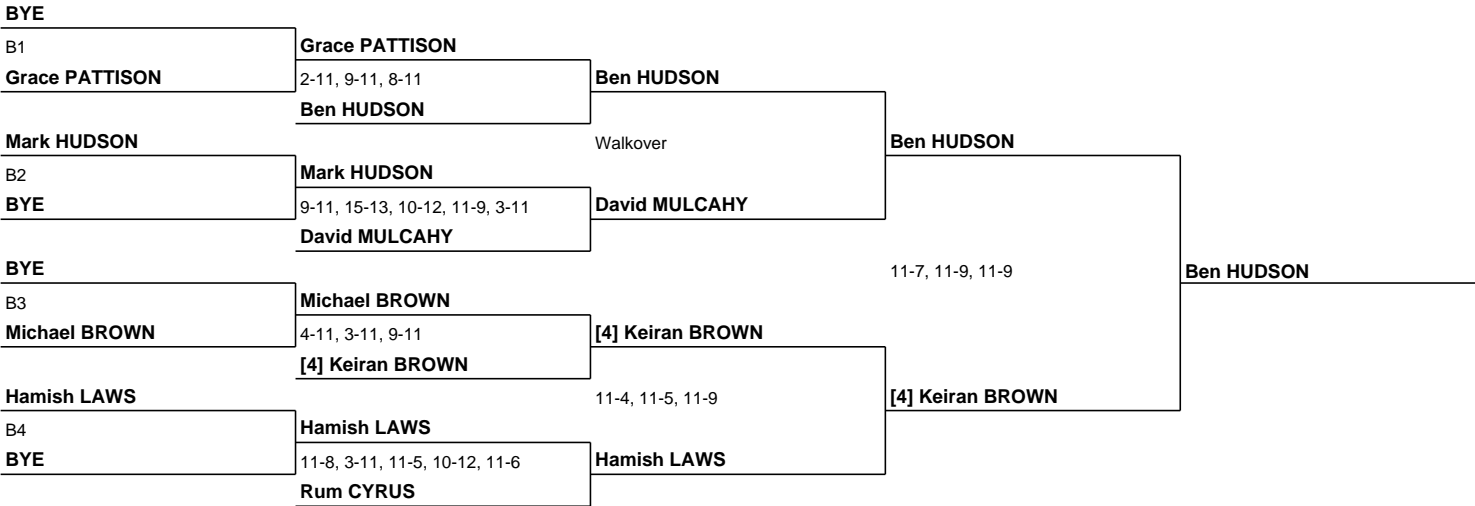 BYE
B1
Grace PATTISON
Grace PATTISON
2-11, 9-11, 8-11
Ben HUDSON
Ben HUDSON
Mark HUDSON
Walkover
Ben HUDSON
B2
Mark HUDSON
BYE
9-11, 15-13, 10-12, 11-9, 3-11
David MULCAHY
David MULCAHY
BYE
11-7, 11-9, 11-9
Ben HUDSON
B3
Michael BROWN
Michael BROWN
4-11, 3-11, 9-11
[4] Keiran BROWN
[4] Keiran BROWN
Hamish LAWS
11-4, 11-5, 11-9
[4] Keiran BROWN
B4
Hamish LAWS
BYE
11-8, 3-11, 11-5, 10-12, 11-6
Hamish LAWS
Rum CYRUS